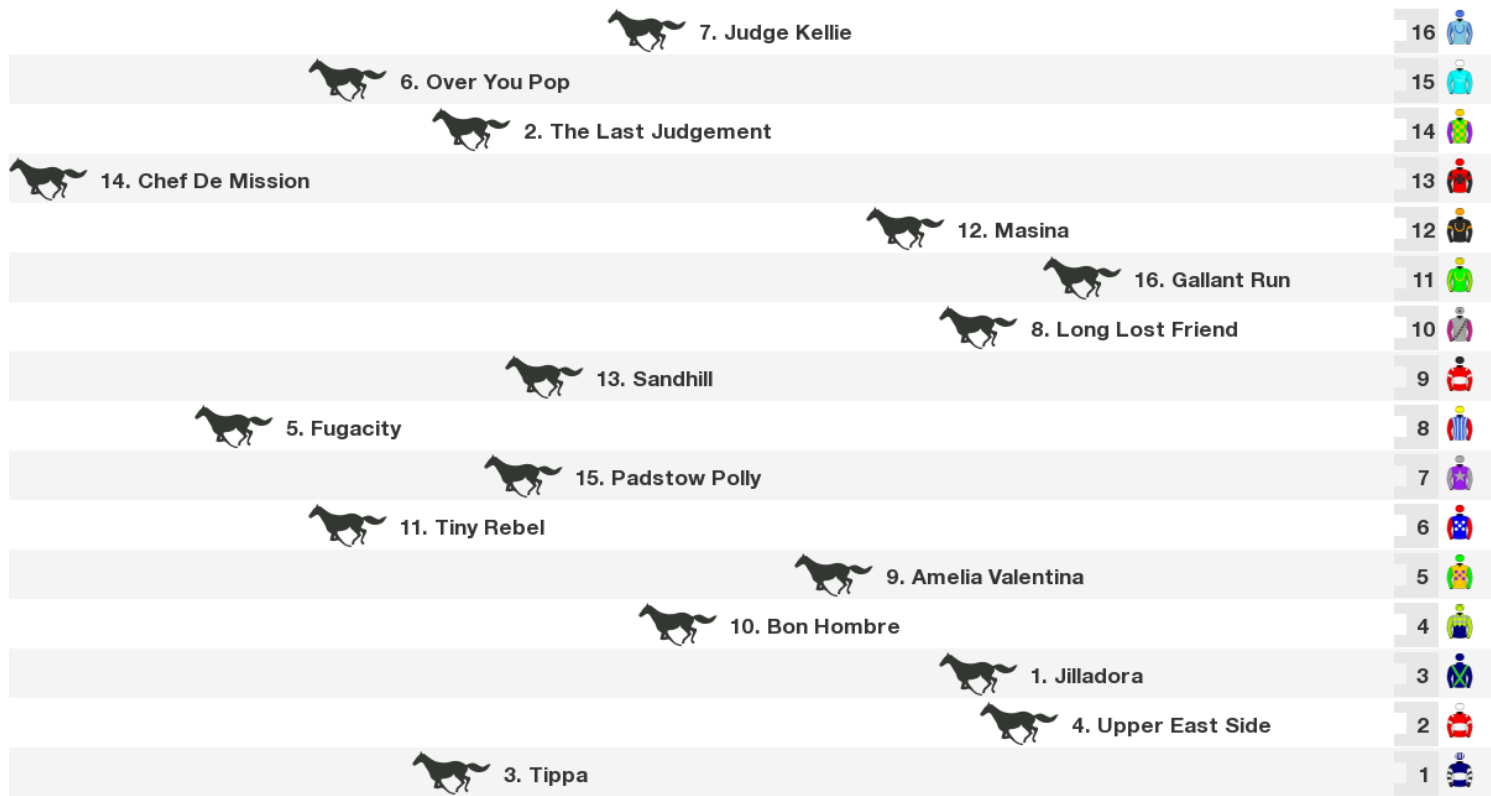 7. Judge Kellie 16
6. Over You Pop 15
2. The Last Judgement 14
14. Chef De Mission 13
12. Masina 12
16. Gallant Run 11
8. Long Lost Friend 10
13. Sandhill 9
5. Fugacity 8
15. Padstow Polly 7
11. Tiny Rebel 6
9. Amelia Valentina 5
10. Bon Hombre 4
1. Jilladora 3
4. Upper East Side 2
3. Tippa 1